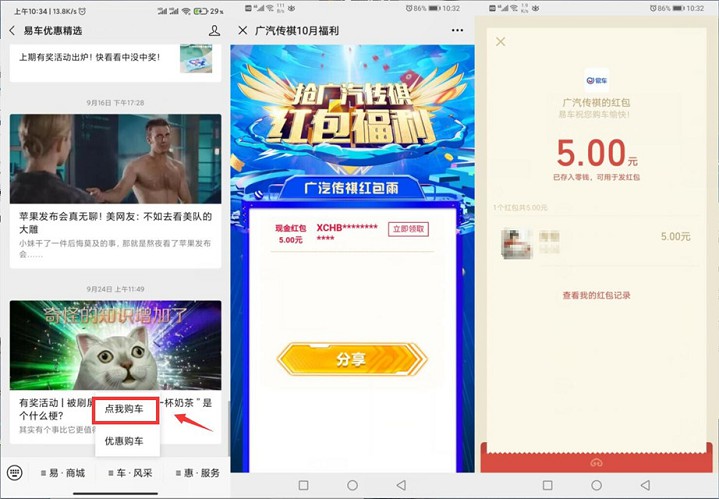 上午10:34 | 13.8K/s
29
易车优惠精选
上期有奖活动出炉！快看看中没中奖！
9月16日 下午17:28
苹果发布会真无聊！美网友：不如去看美队的
大雕
小妹干了一件后悔莫及的事、那就是熬夜看了苹果发布
会……
9月24日 上午11:49
奇怪的知识增加了
有奖活动 | 被刷屏
一杯奶茶”是
个什么梗？
其实有个事比它更值
点我购车
优惠购车
易 · 商城
车 · 风采
惠 · 服务
86% 10:32
广汽传祺10月福利
抢广汽传祺
红包福利
广汽传祺红包雨
现金红包
5.00元
XCHB********
****
立即领取
分享
86% 10:32
易车
广汽传祺的红包
易车祝您购车愉快！
5.00元
已存入零钱，可用于发红包
1个红包共5.00元
5.00元
查看我的红包记录